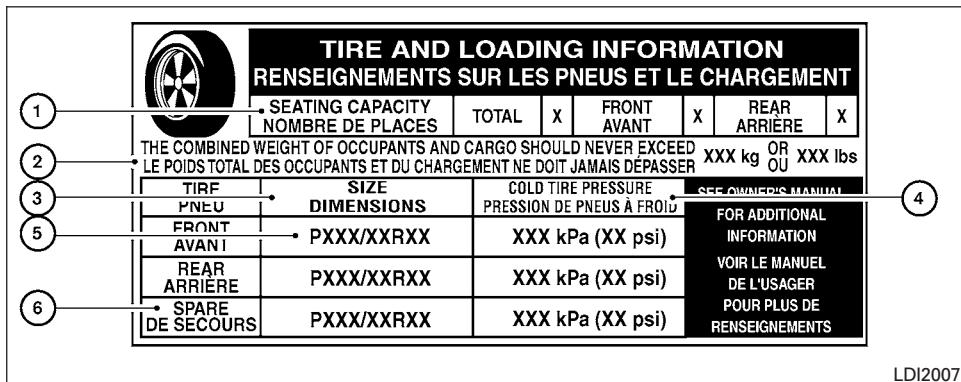 TIRE AND LOADING INFORMATION
RENSEIGNEMENTS SUR LES PNEUS ET LE CHARGEMENT
1
SEATING CAPACITY
NOMBRE DE PLACES
TOTAL
X
FRONT
AVANT
X
REAR
ARRIÈRE
X
2
THE COMBINED WEIGHT OF OCCUPANTS AND CARGO SHOULD NEVER EXCEED
LE POIDS TOTAL DES OCCUPANTS ET DU CHARGEMENT NE DOIT JAMAIS DÉPASSER
XXX kg OR XXX lbs
OU
3
TIRE
PNEU
SIZE
DIMENSIONS
COLD TIRE PRESSURE
PRESSION DE PNEUS À FROID
4
5
FRONT
AVANT
PXXX/XXRXX
XXX kPa (XX psi)
REAR
ARRIÈRE
PXXX/XXRXX
XXX kPa (XX psi)
6
SPARE
DE SECOURS
PXXX/XXRXX
XXX kPa (XX psi)
SEE OWNER'S MANUAL
FOR ADDITIONAL
INFORMATION
VOIR LE MANUEL
DE L'USAGER
POUR PLUS DE
RENSEIGNEMENTS
LDI2007